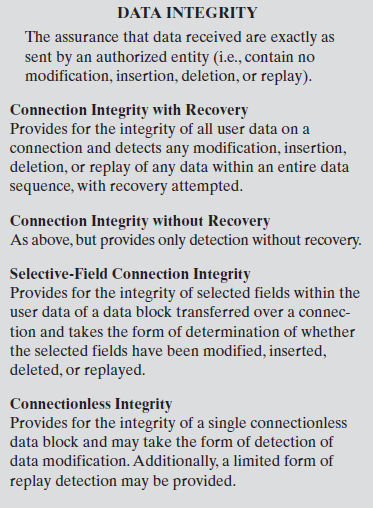 DATA INTEGRITY
The assurance that data received are exactly as
sent by an authorized entity (i.e., contain no
modification, insertion, deletion, or replay).
Connection Integrity with Recovery
Provides for the integrity of all user data on a
connection and detects any modification, insertion,
deletion, or replay of any data within an entire data
sequence, with recovery attempted.
Connection Integrity without Recovery
As above, but provides only detection without recovery.
Selective-Field Connection Integrity
Provides for the integrity of selected fields within the
user data of a data block transferred over a connec-
tion and takes the form of determination of whether
the selected fields have been modified, inserted,
deleted, or replayed.
Connectionless Integrity
Provides for the integrity of a single connectionless
data block and may take the form of detection of
data modification. Additionally, a limited form of
replay detection may be provided.